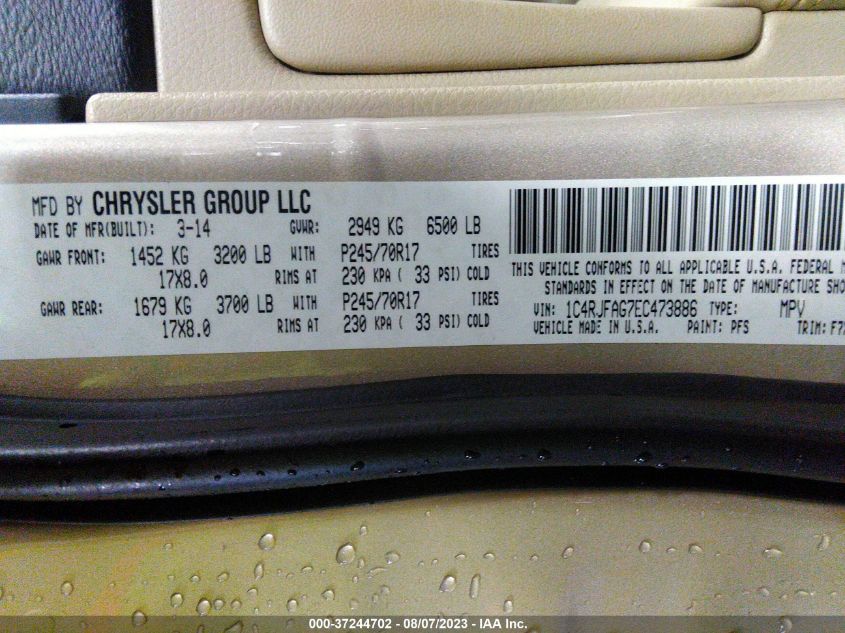 MFD BY CHRYSLER GROUP LLC
DATE OF MFR(BUILT): 3-14 GVWR: 2949 KG 6500 LB
GAWR FRONT: 1452 KG 3200 LB WITH P245/70R17 TIRES
17X8.0 RIMS AT 230 KPA ( 33 PSI) COLD
GAWR REAR: 1679 KG 3700 LB WITH P245/70R17 TIRES
17X8.0 RIMS AT 230 KPA ( 33 PSI) COLD
THIS VEHICLE CONFORMS TO ALL APPLICABLE U.S.A. FEDERAL M
STANDARDS IN EFFECT ON THE DATE OF MANUFACTURE SHO
VIN: 1C4RJFAG7EC473886 TYPE: MPV
VEHICLE MADE IN U.S.A. PAINT: PFS TRIM: F7
000-37244702 - 08/07/2023 - IAA Inc.